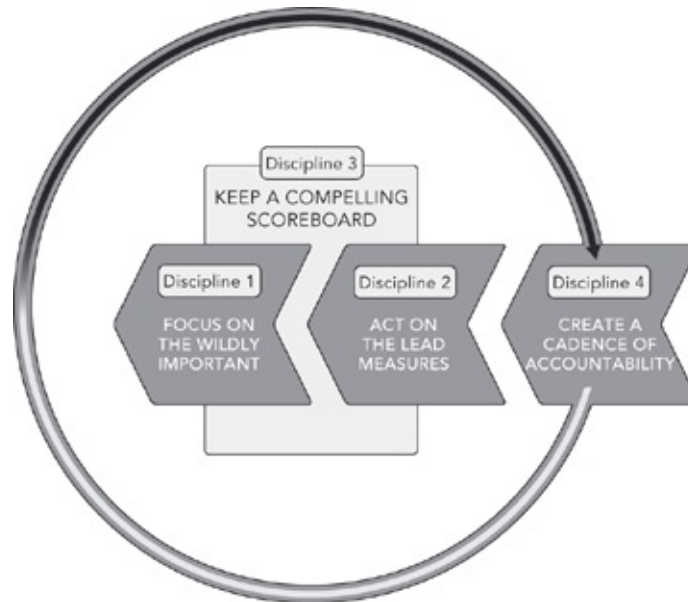 Discipline 3
KEEP A COMPELLING
SCOREBOARD
Discipline 1
FOCUS ON
THE WILDLY
IMPORTANT
Discipline 2
ACT ON
THE LEAD
MEASURES
Discipline 4
CREATE A
CADENCE OF
ACCOUNTABILITY